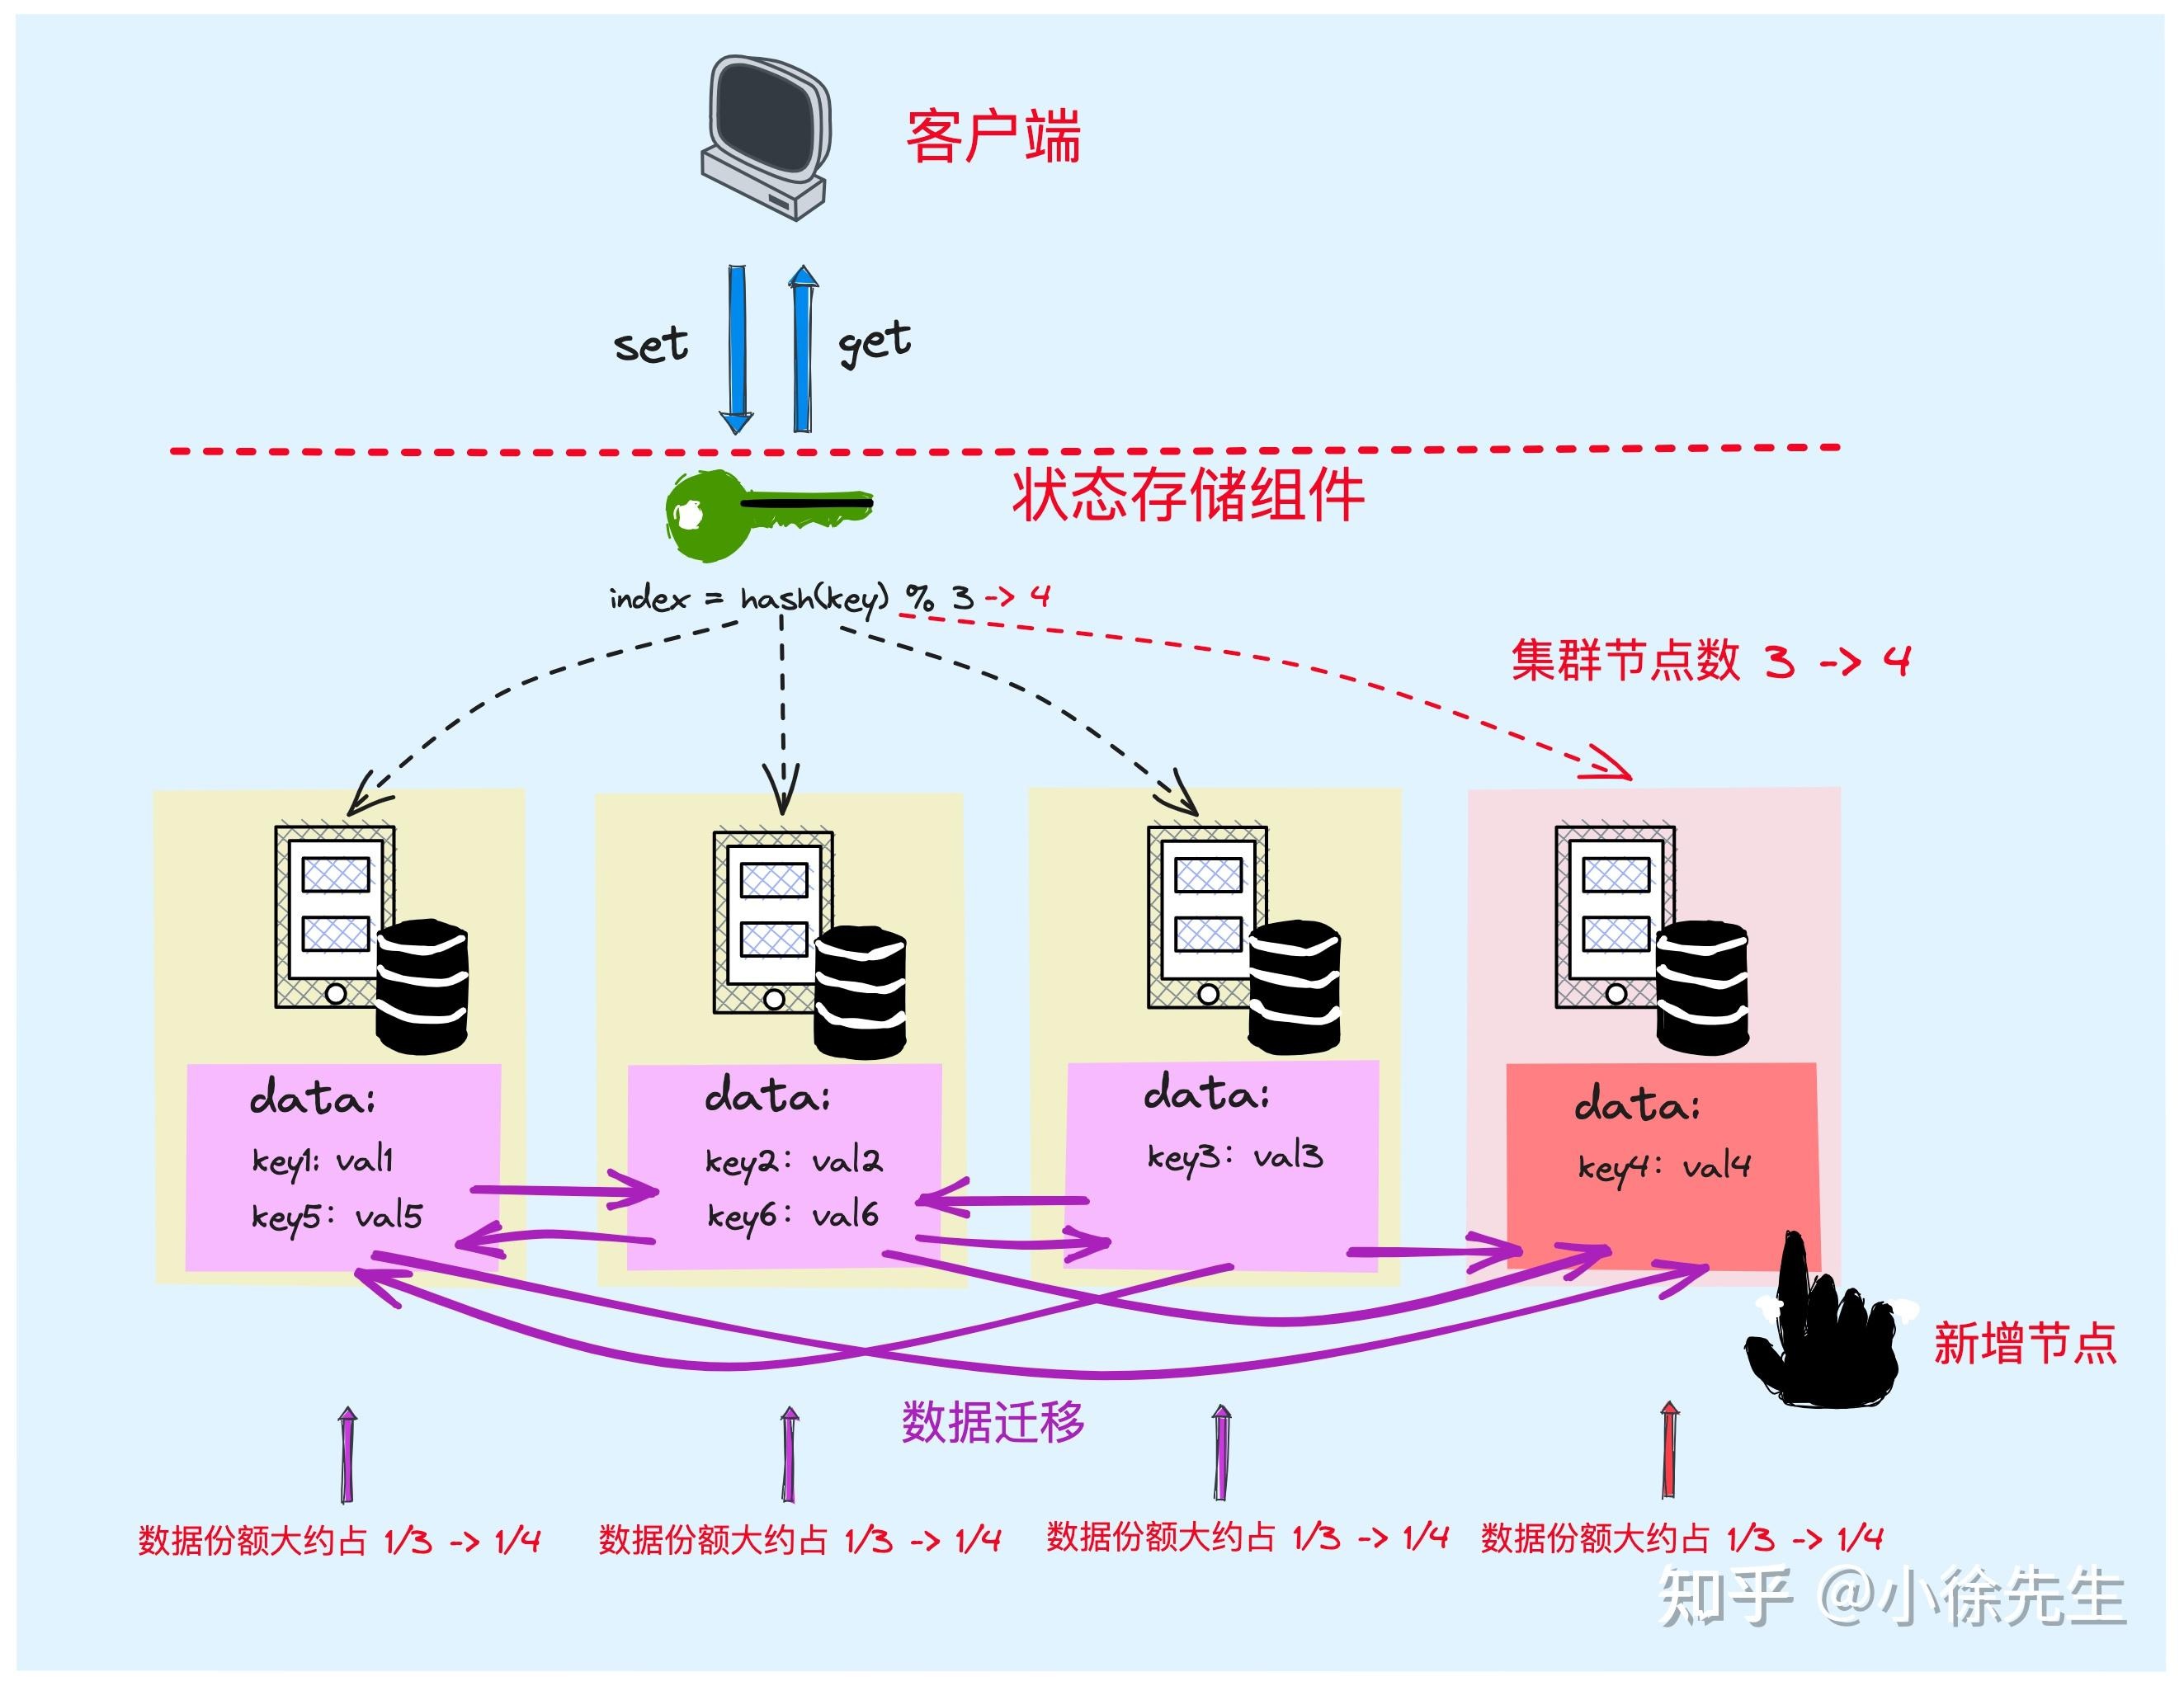 客户端
set
get
状态存储组件
index = hash(key) % 3 -> 4
集群节点数 3 -> 4
data:
key1: val1
key5: val5
data:
key2: val2
key6: val6
data:
key3: val3
data:
key4: val4
新增节点
数据迁移
数据份额大约占 1/3 -> 1/4
数据份额大约占 1/3 -> 1/4
数据份额大约占 1/3 -> 1/4
数据份额大约占 1/3 -> 1/4
知乎 @小徐先生